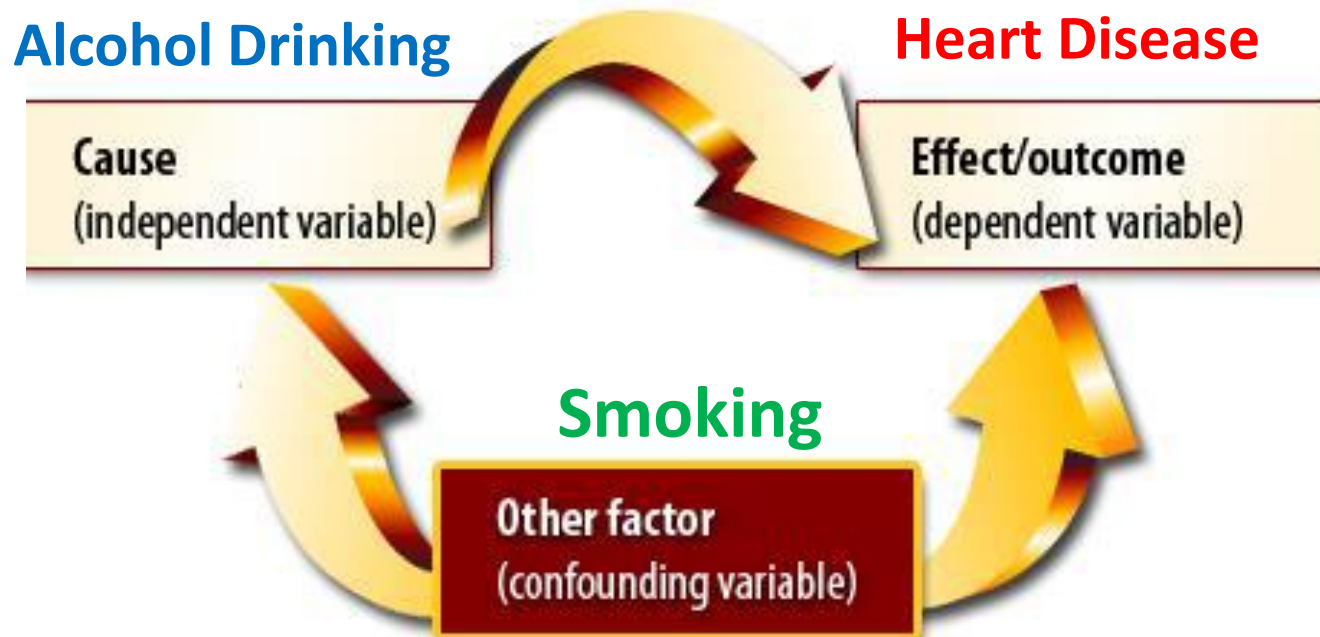 Alcohol Drinking
Heart Disease
Cause
(independent variable)
Effect/outcome
(dependent variable)
Smoking
Other factor
(confounding variable)